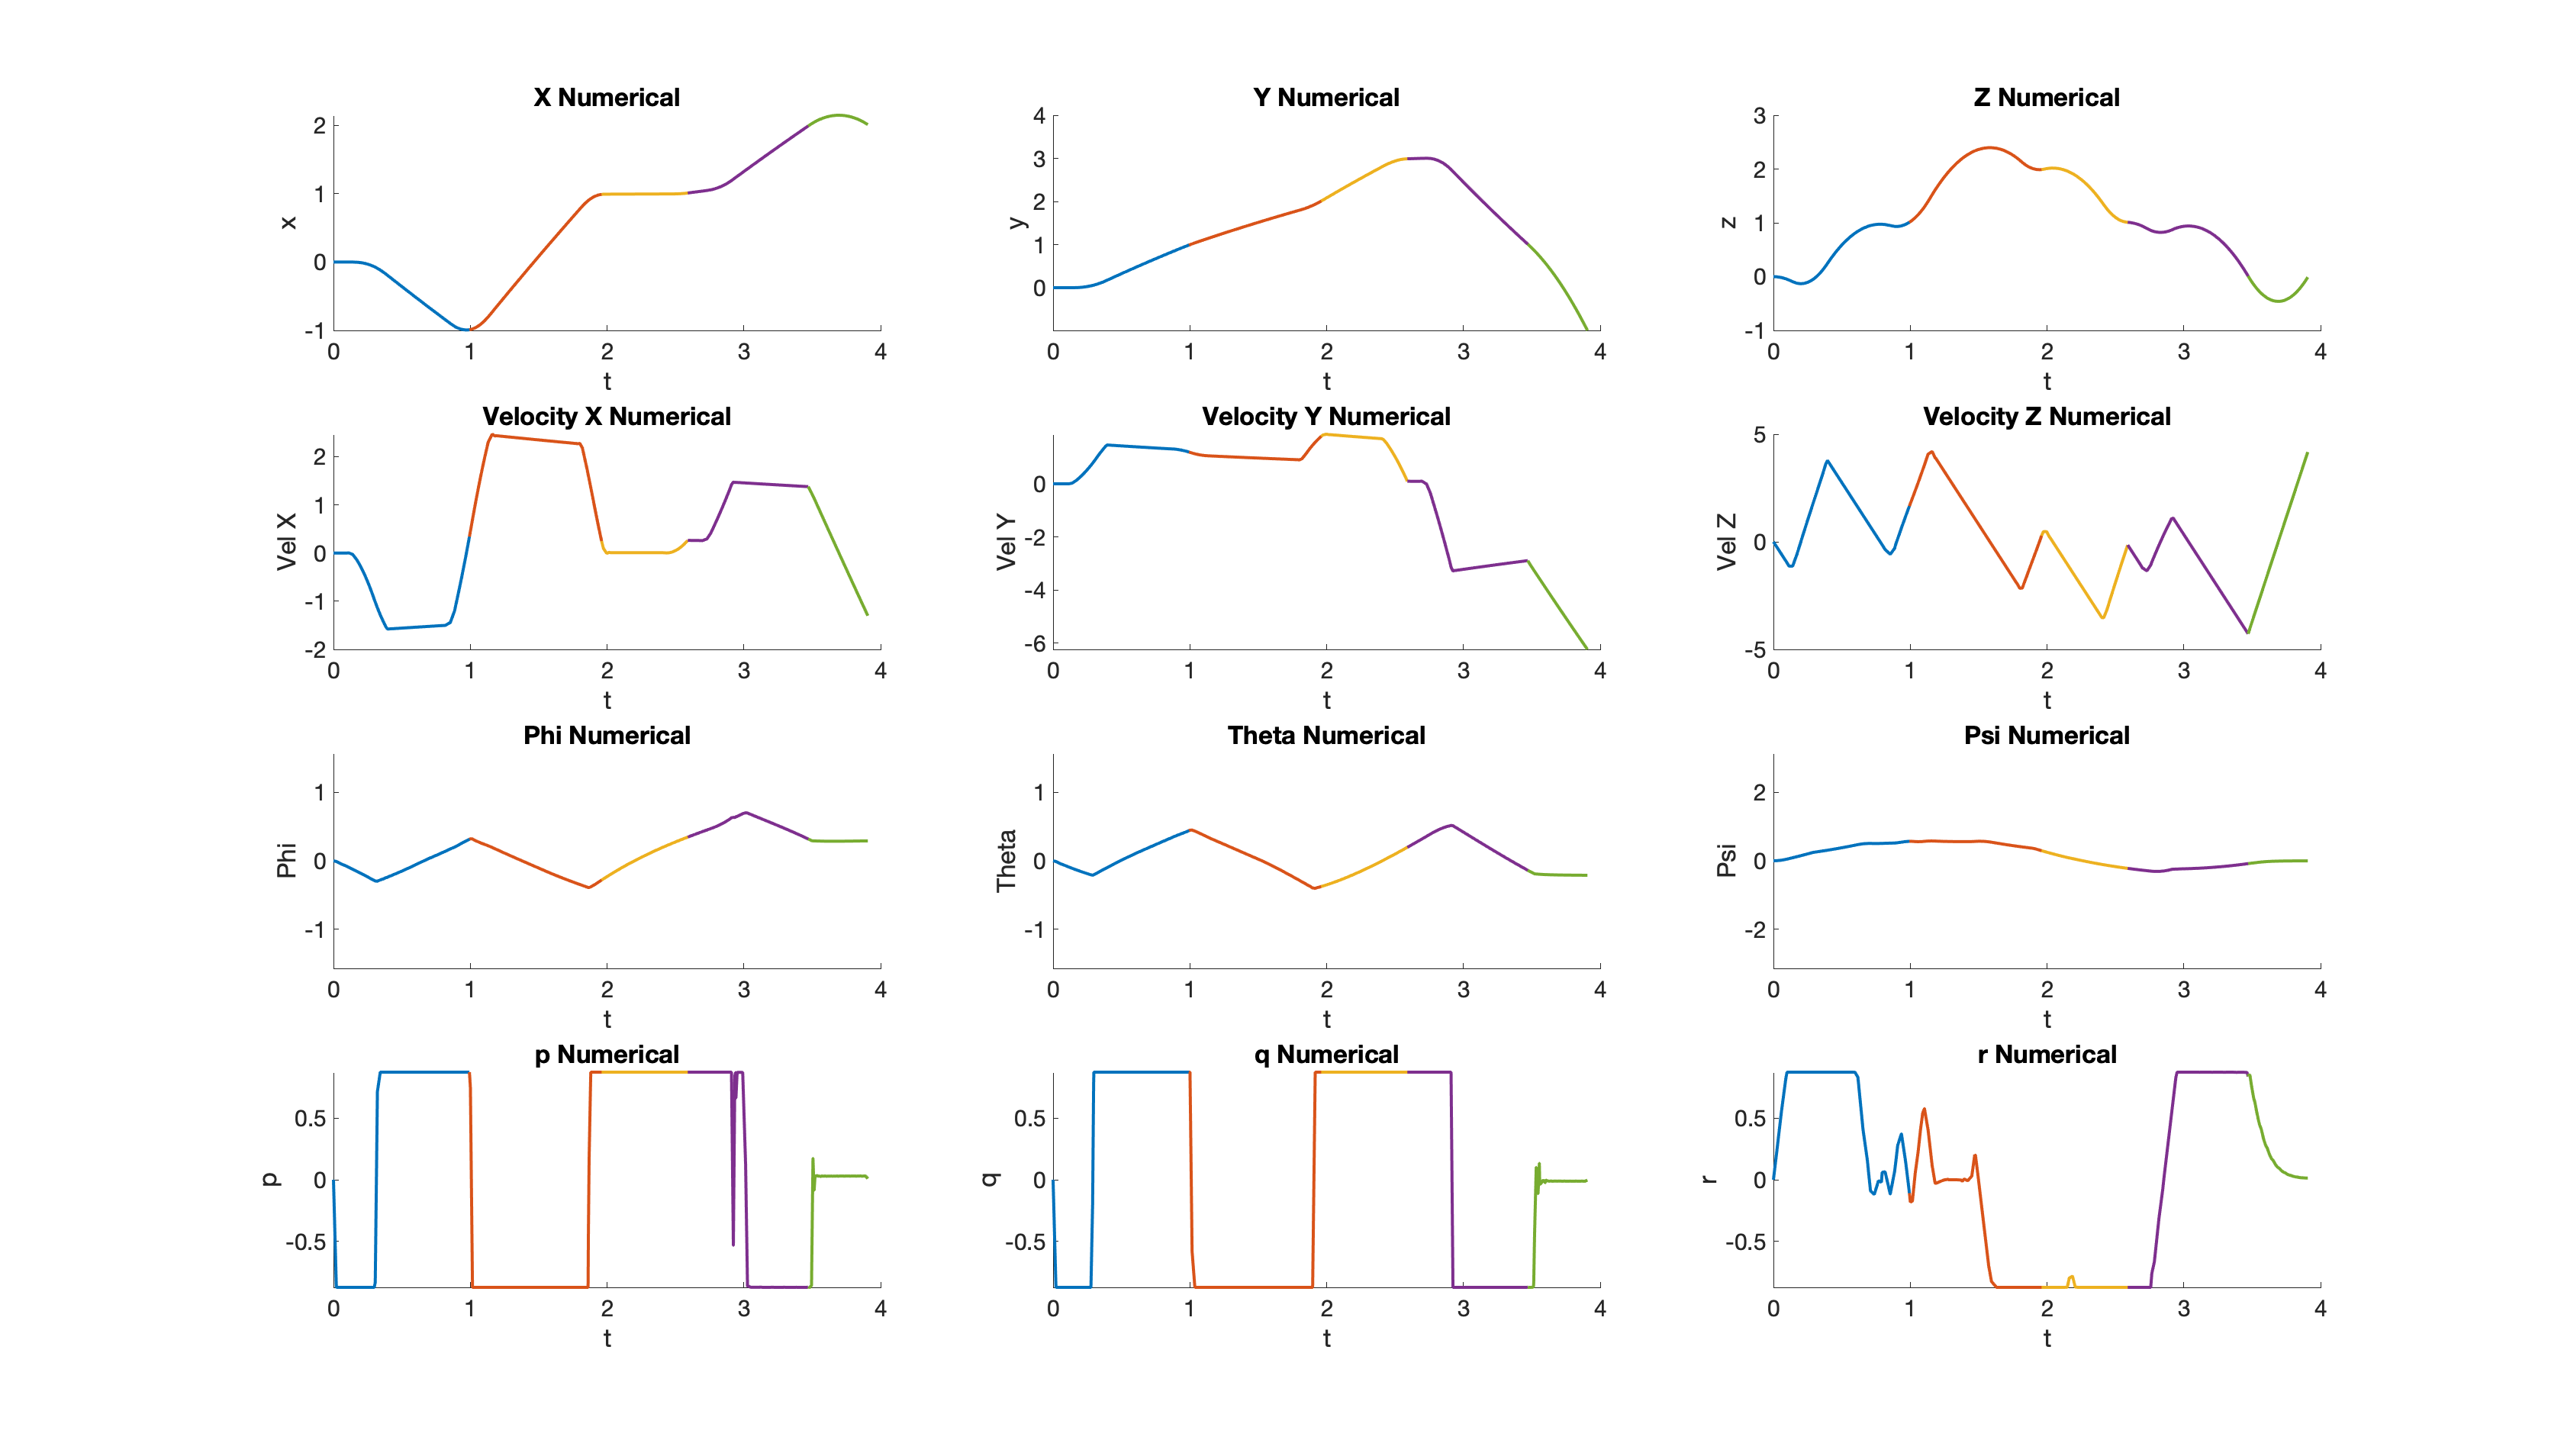 X Numerical
2
1
0
-1
x
0 1 2 3 4
t
Y Numerical
4
3
2
1
0
y
0 1 2 3 4
t
Z Numerical
3
2
1
0
-1
z
0 1 2 3 4
t
Velocity X Numerical
2
1
0
-1
-2
Vel X
0 1 2 3 4
t
Velocity Y Numerical
0
-2
-4
-6
Vel Y
0 1 2 3 4
t
Velocity Z Numerical
5
0
-5
Vel Z
0 1 2 3 4
t
Phi Numerical
1
0
-1
Phi
0 1 2 3 4
t
Theta Numerical
1
0
-1
Theta
0 1 2 3 4
t
Psi Numerical
2
0
-2
Psi
0 1 2 3 4
t
p Numerical
0.5
0
-0.5
p
0 1 2 3 4
t
q Numerical
0.5
0
-0.5
q
0 1 2 3 4
t
r Numerical
0.5
0
-0.5
r
0 1 2 3 4
t